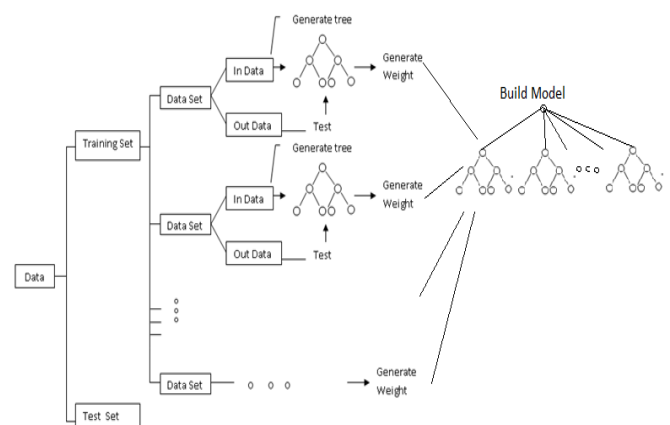 Generate tree
In Data
Generate
Weight
Build Model
Data Set
Out Data
Test
Training Set
Generate tree
In Data
Generate
Weight
Data Set
Out Data
Test
Data
Data Set
Generate
Weight
Test Set